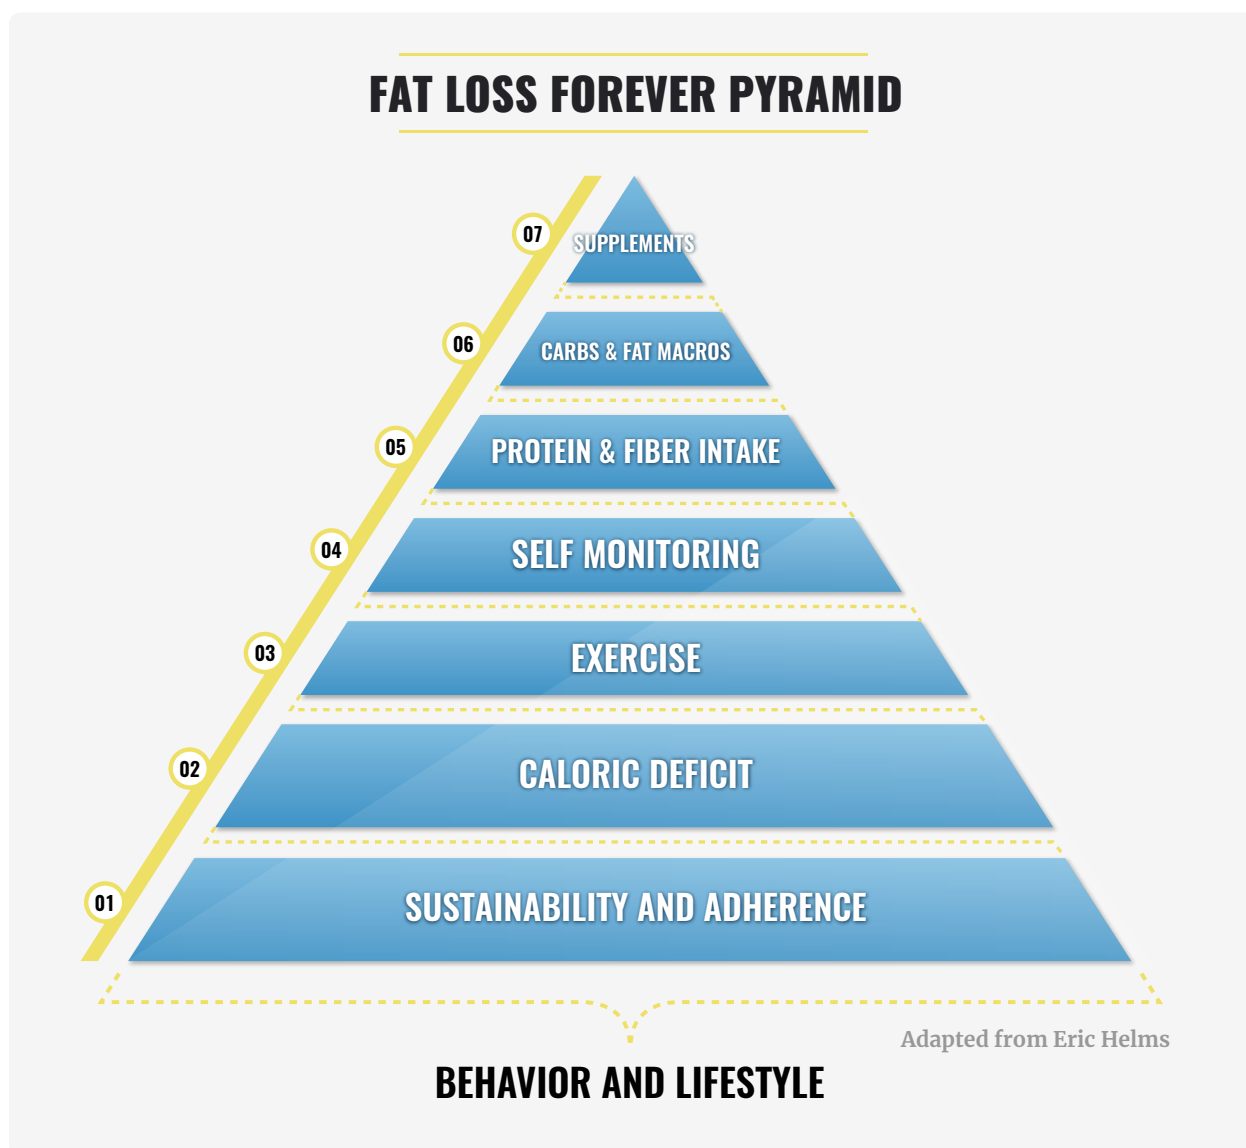 FAT LOSS FOREVER PYRAMID
07
SUPPLEMENTS
06
CARBS & FAT MACROS
05
PROTEIN & FIBER INTAKE
04
SELF MONITORING
03
EXERCISE
02
CALORIC DEFICIT
01
SUSTAINABILITY AND ADHERENCE
Adapted from Eric Helms
BEHAVIOR AND LIFESTYLE